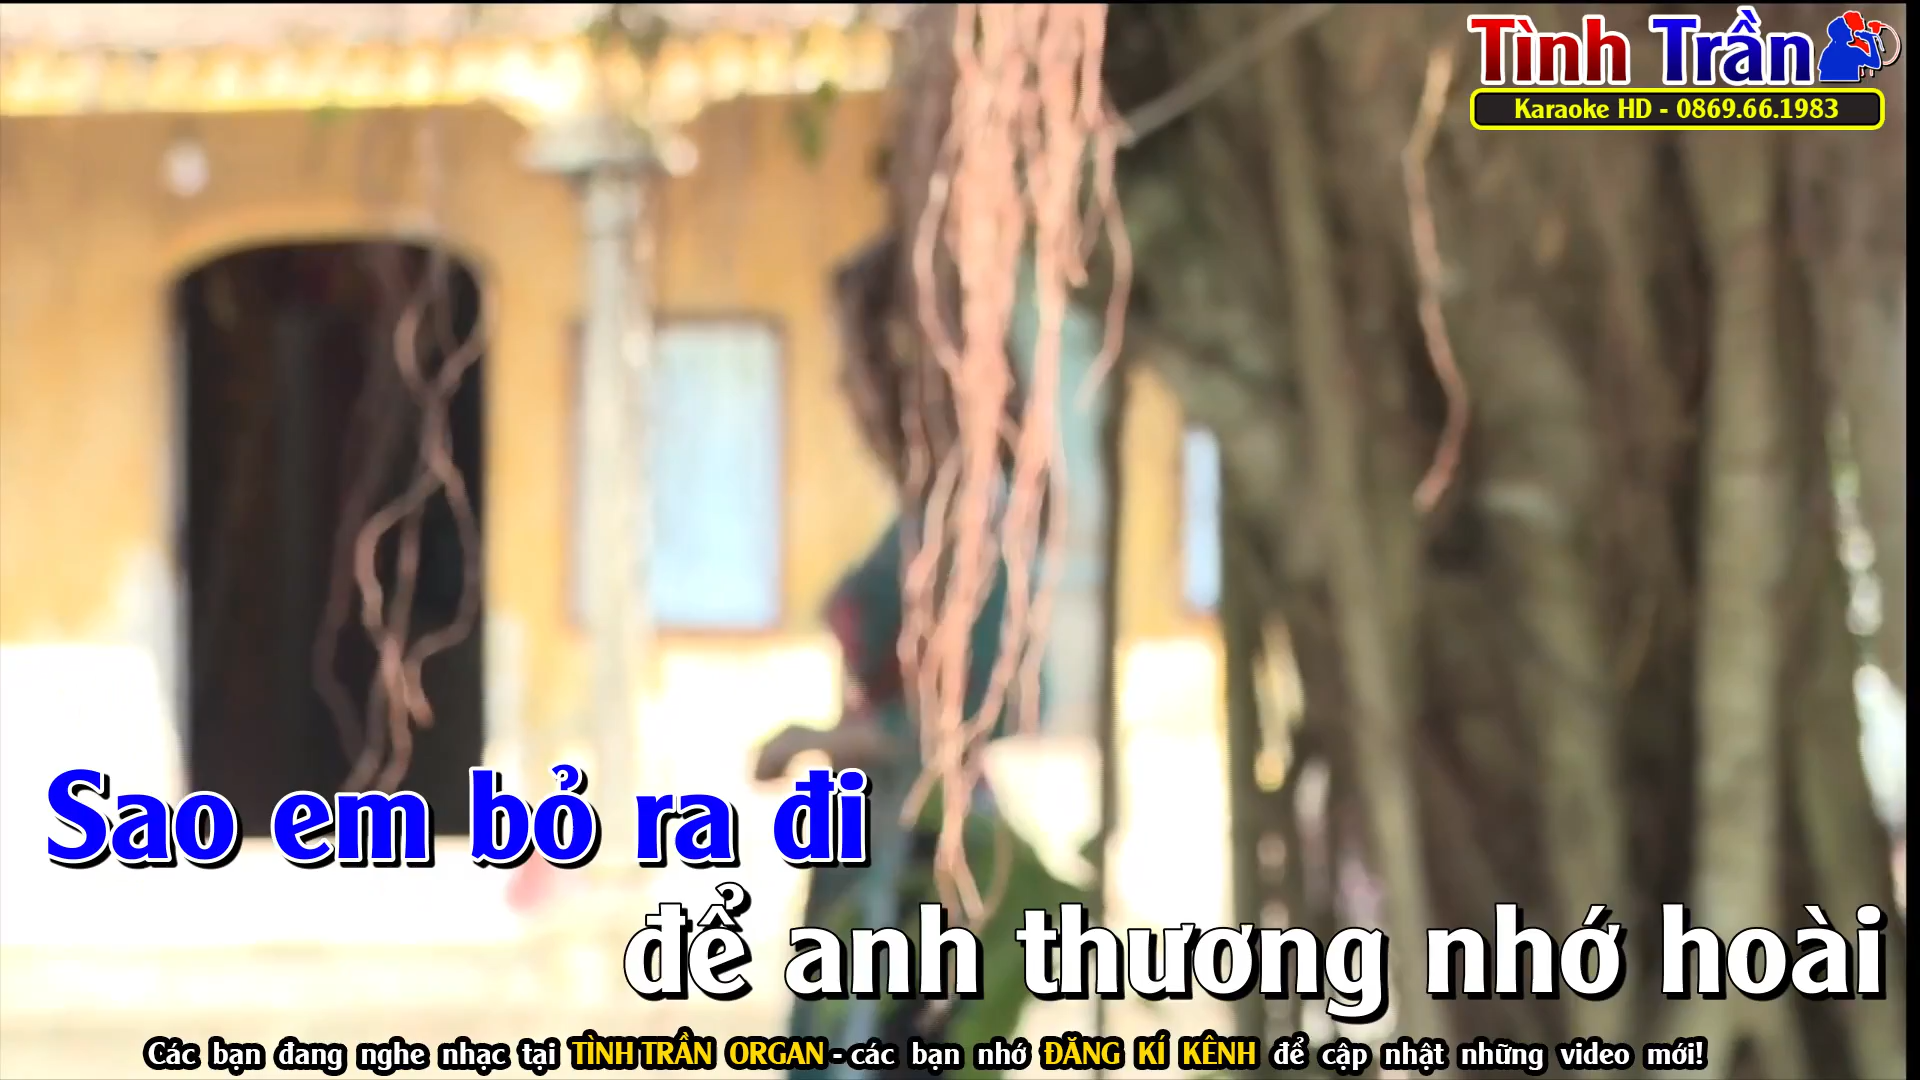 Tình Trần
Karaoke HD - 0869.66.1983
Sao em bỏ ra đi
để anh thương nhớ hoài
Các bạn đang nghe nhạc tại TÌNH TRẦN ORGAN - các bạn nhớ ĐĂNG KÍ KÊNH để cập nhật những video mới!